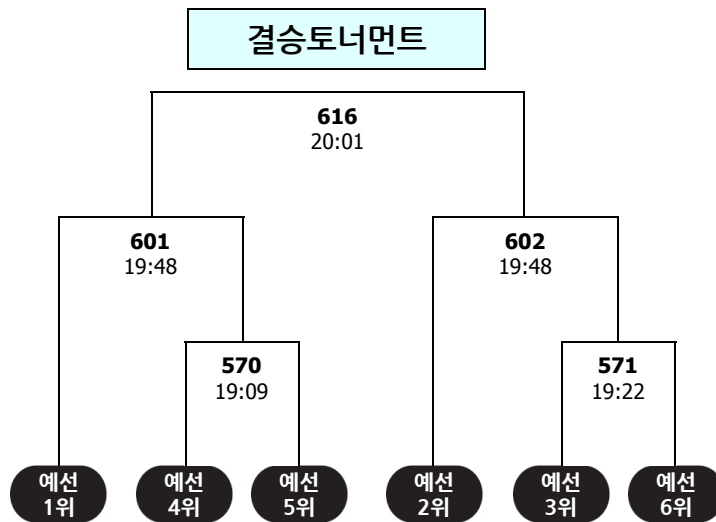 결승토너먼트
616
20:01
601
19:48
602
19:48
570
19:09
571
19:22
예선
1위
예선
4위
예선
5위
예선
2위
예선
3위
예선
6위